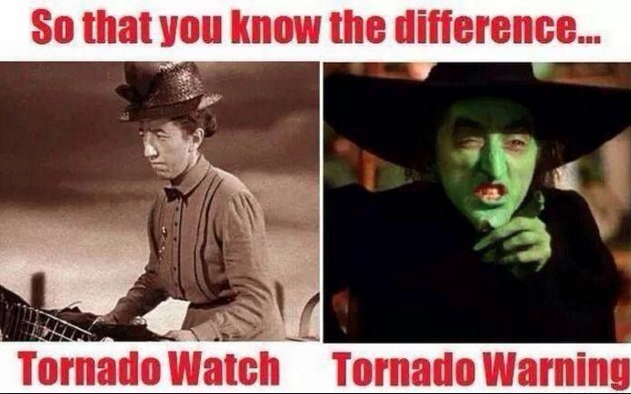 So that you know the difference...
Tornado Watch
Tornado Warning